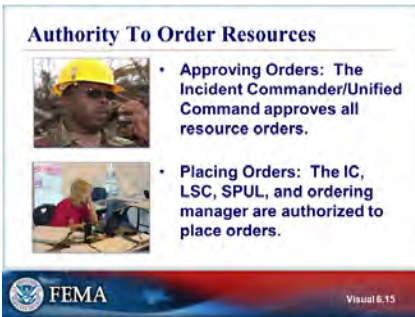 Authority To Order Resources
• Approving Orders: The
Incident Commander/Unified
Command approves all
resource orders.
• Placing Orders: The IC,
LSC, SPUL, and ordering
manager are authorized to
place orders.
FEMA
Visual 6.15